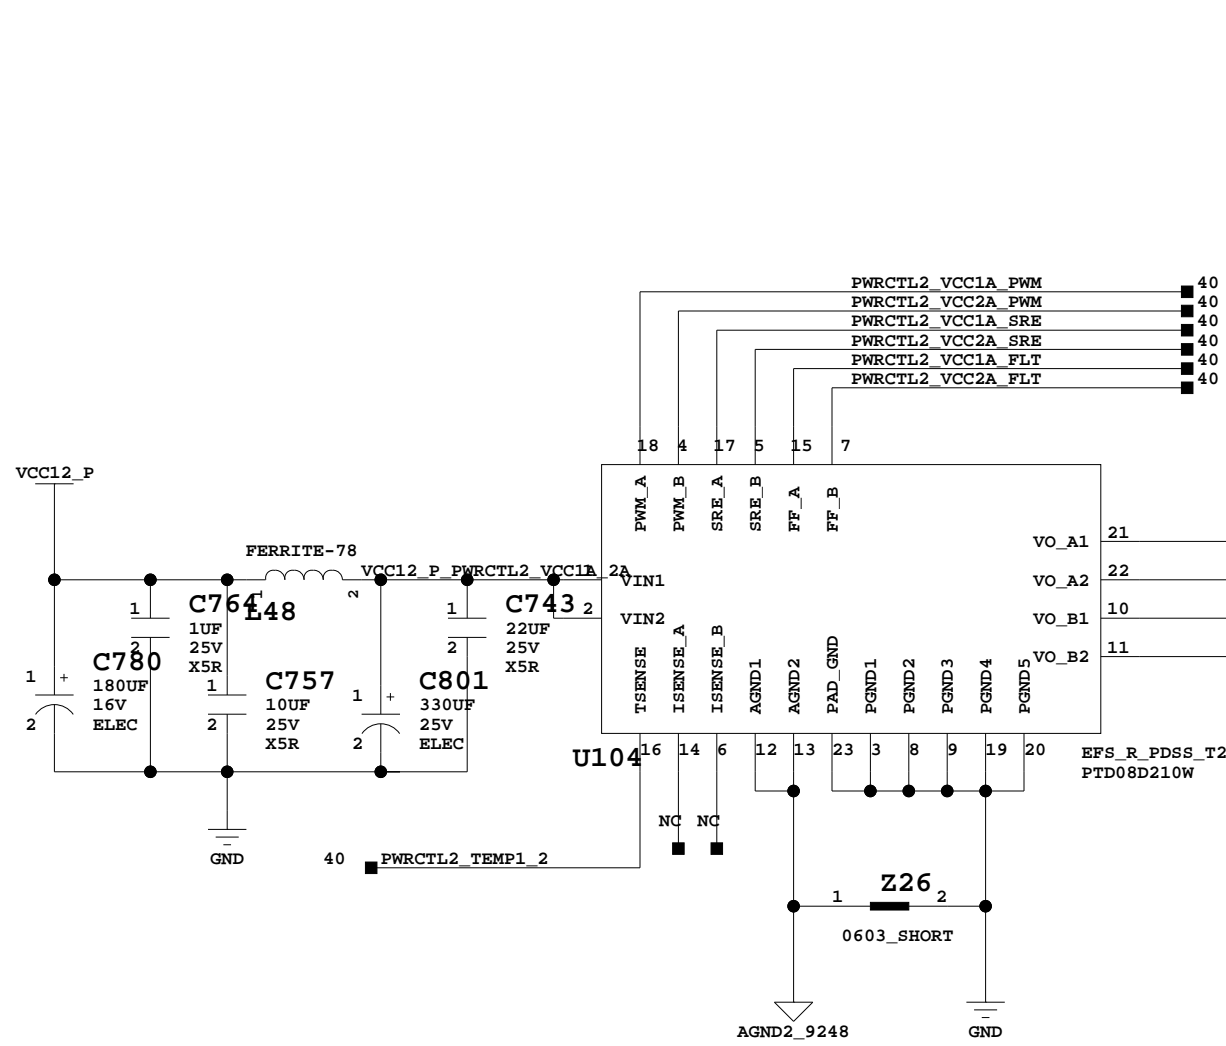 PWRCTL2_VCC1A_PWM 40
PWRCTL2_VCC2A_PWM 40
PWRCTL2_VCC1A_SRE 40
PWRCTL2_VCC2A_SRE 40
PWRCTL2_VCC1A_FLT 40
PWRCTL2_VCC2A_FLT 40
18 4 17 5 15 7
VCC12_P
PWM_A
PWM_B
SRE_A
SRE_B
FF_A
FF_B
VO_A1 21
VO_A2 22
VO_B1 10
VO_B2 11
FERRITE-78
1 2
L48
VCC12_P_PWRCTL2_VCC1A_2A
1 VIN1
2 VIN2
C764
1UF
25V
X5R
1
2
C743
22UF
25V
X5R
1
2
C780
180UF
16V
ELEC
1 +
2
C757
10UF
25V
X5R
1
2
C801
330UF
25V
ELEC
1 +
2
TSENSE
ISENSE_A
ISENSE_B
AGND1
AGND2
PAD_GND
PGND1
PGND2
PGND3
PGND4
PGND5
U104
16 14 6 12 13 23 3 8 9 19 20
EFS_R_PDSS_T2
PTD08D210W
NC NC
GND
40 PWRCTL2_TEMP1_2
Z26
1 2
0603_SHORT
AGND2_9248
GND